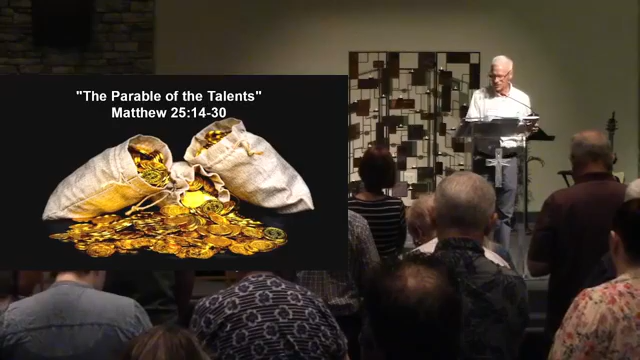 "The Parable of the Talents"
Matthew 25:14-30